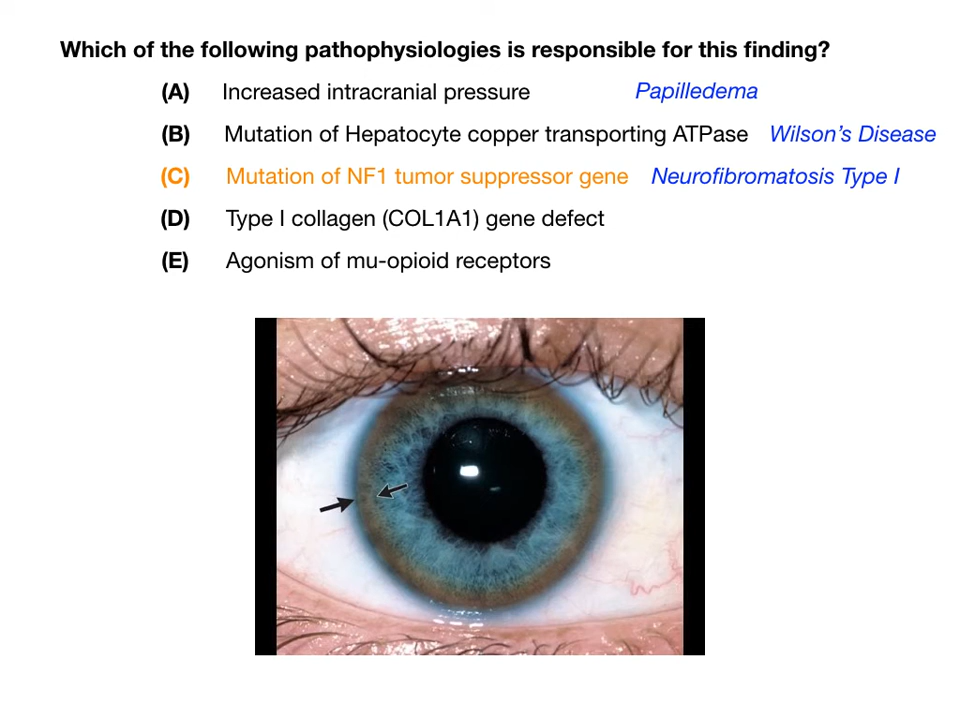 Which of the following pathophysiologies is responsible for this finding?
(A) Increased intracranial pressure Papilledema
(B) Mutation of Hepatocyte copper transporting ATPase Wilson's Disease
(C) Mutation of NF1 tumor suppressor gene Neurofibromatosis Type I
(D) Type I collagen (COL1A1) gene defect
(E) Agonism of mu-opioid receptors